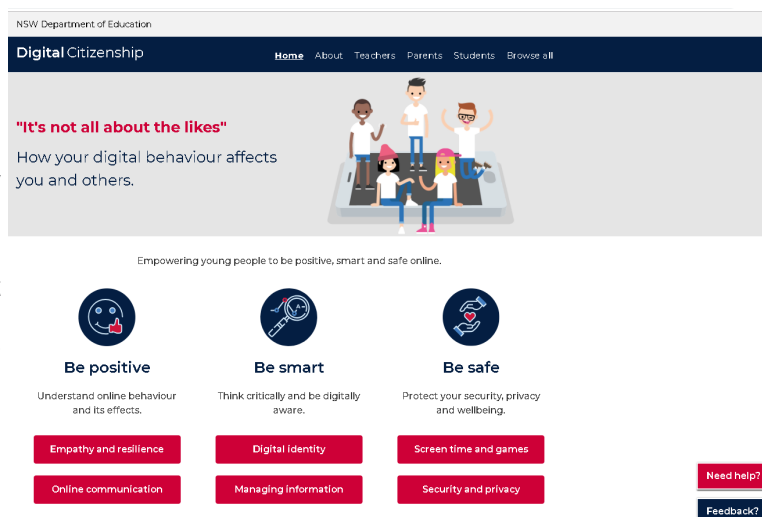 NSW Department of Education
Digital Citizenship
Home About Teachers Parents Students Browse all
"It's not all about the likes"
How your digital behaviour affects
you and others.
Empowering young people to be positive, smart and safe online.
Be positive
Understand online behaviour
and its effects.
Empathy and resilience
Online communication
Be smart
Think critically and be digitally
aware.
Digital identity
Managing information
Be safe
Protect your security, privacy
and wellbeing.
Screen time and games
Security and privacy
Need help?
Feedback?